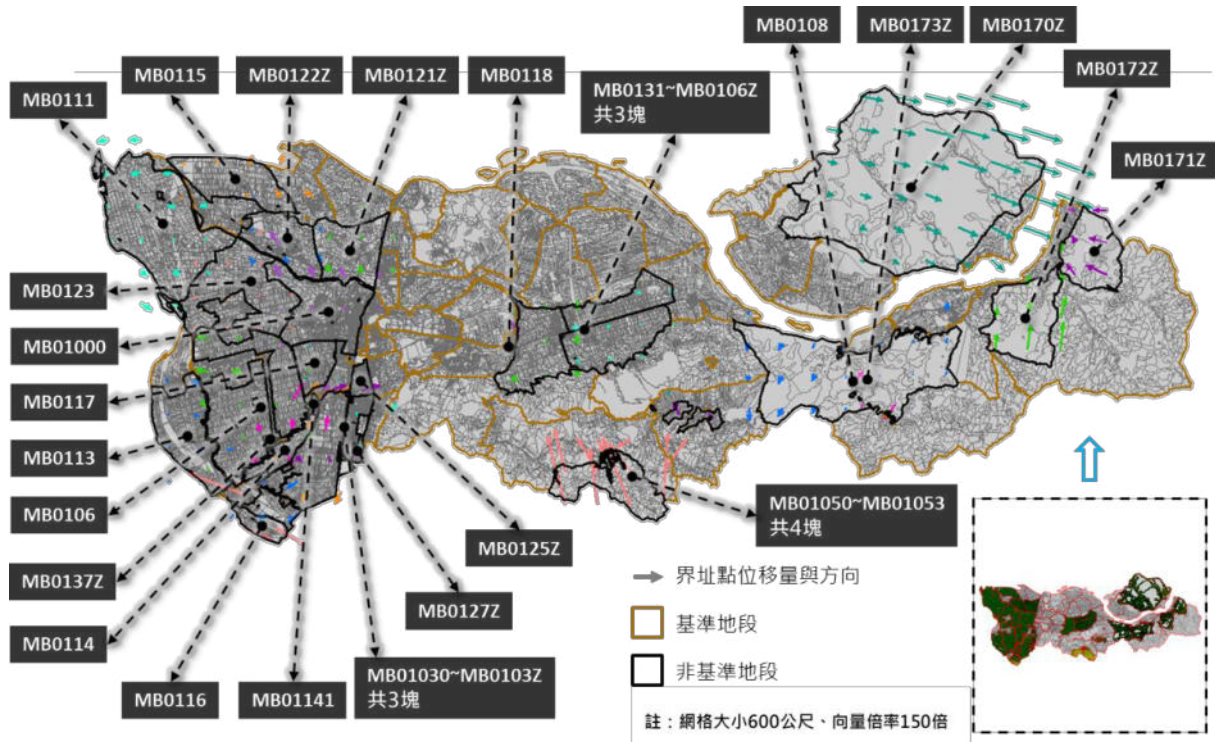 MB0108
MB0173Z
MB0170Z
MB0115
MB0122Z
MB0121Z
MB0118
MB0131~MB0106Z
共3塊
MB0172Z
MB0111
MB0171Z
MB0123
MB01000
MB0117
MB0113
MB0106
MB0137Z
MB0114
MB0116
MB01141
MB01030~MB0103Z
共3塊
MB0127Z
MB0125Z
MB01050~MB01053
共4塊
界址點位移量與方向
基準地段
非基準地段
註：網格大小600公尺、向量倍率150倍